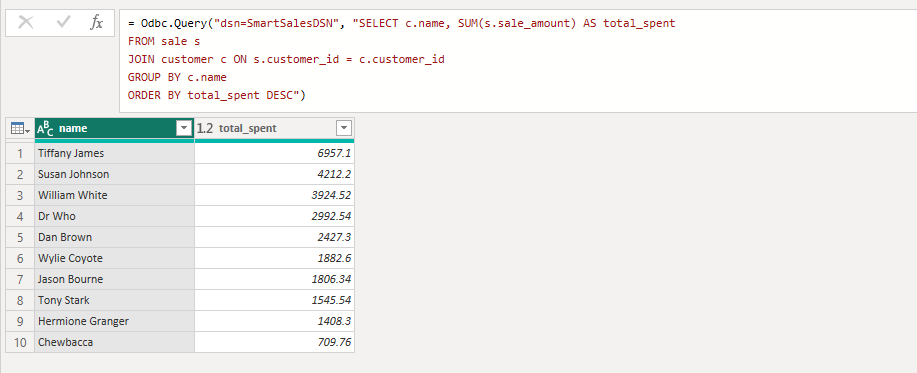 fx = Odbc.Query("dsn=SmartSalesDSN", "SELECT c.name, SUM(s.sale_amount) AS total_spent
FROM sale s
JOIN customer c ON s.customer_id = c.customer_id
GROUP BY c.name
ORDER BY total_spent DESC")
ABC name 1.2 total_spent
1 Tiffany James 6957.1
2 Susan Johnson 4212.2
3 William White 3924.52
4 Dr Who 2992.54
5 Dan Brown 2427.3
6 Wylie Coyote 1882.6
7 Jason Bourne 1806.34
8 Tony Stark 1545.54
9 Hermione Granger 1408.3
10 Chewbacca 709.76